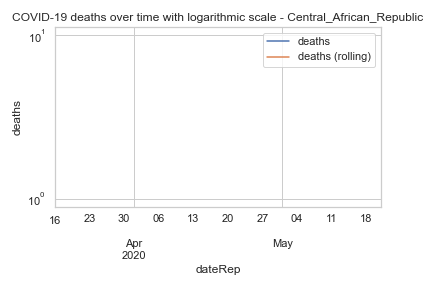 COVID-19 deaths over time with logarithmic scale - Central_African_Republic
10¹
deaths
deaths (rolling)
deaths
10⁰
16 23 30 06 13 20 27 04 11 18
Apr May
2020
dateRep